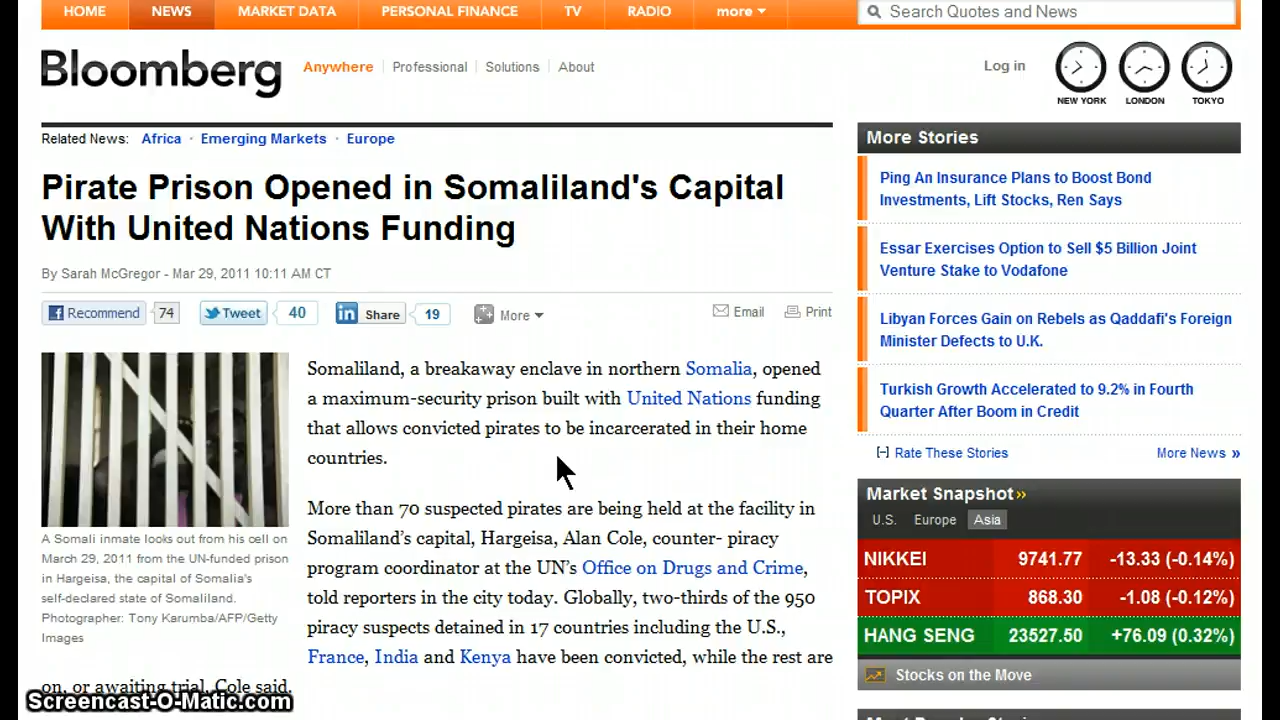 HOME NEWS MARKET DATA PERSONAL FINANCE TV RADIO more Search Quotes and News
Bloomberg Anywhere Professional Solutions About Log in
NEW YORK LONDON TOKYO
Related News: Africa · Emerging Markets · Europe
Pirate Prison Opened in Somaliland's Capital
With United Nations Funding
By Sarah McGregor - Mar 29, 2011 10:11 AM CT
Recommend 74 Tweet 40 in Share 19 More Email Print
A Somali inmate looks out from his cell on
March 29, 2011 from the UN-funded prison
in Hargeisa, the capital of Somalia's
self-declared state of Somaliland.
Photographer: Tony Karumba/AFP/Getty
Images
Somaliland, a breakaway enclave in northern Somalia, opened
a maximum-security prison built with United Nations funding
that allows convicted pirates to be incarcerated in their home
countries.
More than 70 suspected pirates are being held at the facility in
Somaliland's capital, Hargeisa, Alan Cole, counter- piracy
program coordinator at the UN's Office on Drugs and Crime,
told reporters in the city today. Globally, two-thirds of the 950
piracy suspects detained in 17 countries including the U.S.,
France, India and Kenya have been convicted, while the rest are
on, or awaiting trial, Cole said.
Screencast-O-Matic.com
More Stories
Ping An Insurance Plans to Boost Bond
Investments, Lift Stocks, Ren Says
Essar Exercises Option to Sell $5 Billion Joint
Venture Stake to Vodafone
Libyan Forces Gain on Rebels as Qaddafi's Foreign
Minister Defects to U.K.
Turkish Growth Accelerated to 9.2% in Fourth
Quarter After Boom in Credit
[-] Rate These Stories More News »
Market Snapshot»
U.S. Europe Asia
NIKKEI 9741.77 -13.33 (-0.14%)
TOPIX 868.30 -1.08 (-0.12%)
HANG SENG 23527.50 +76.09 (0.32%)
Stocks on the Move